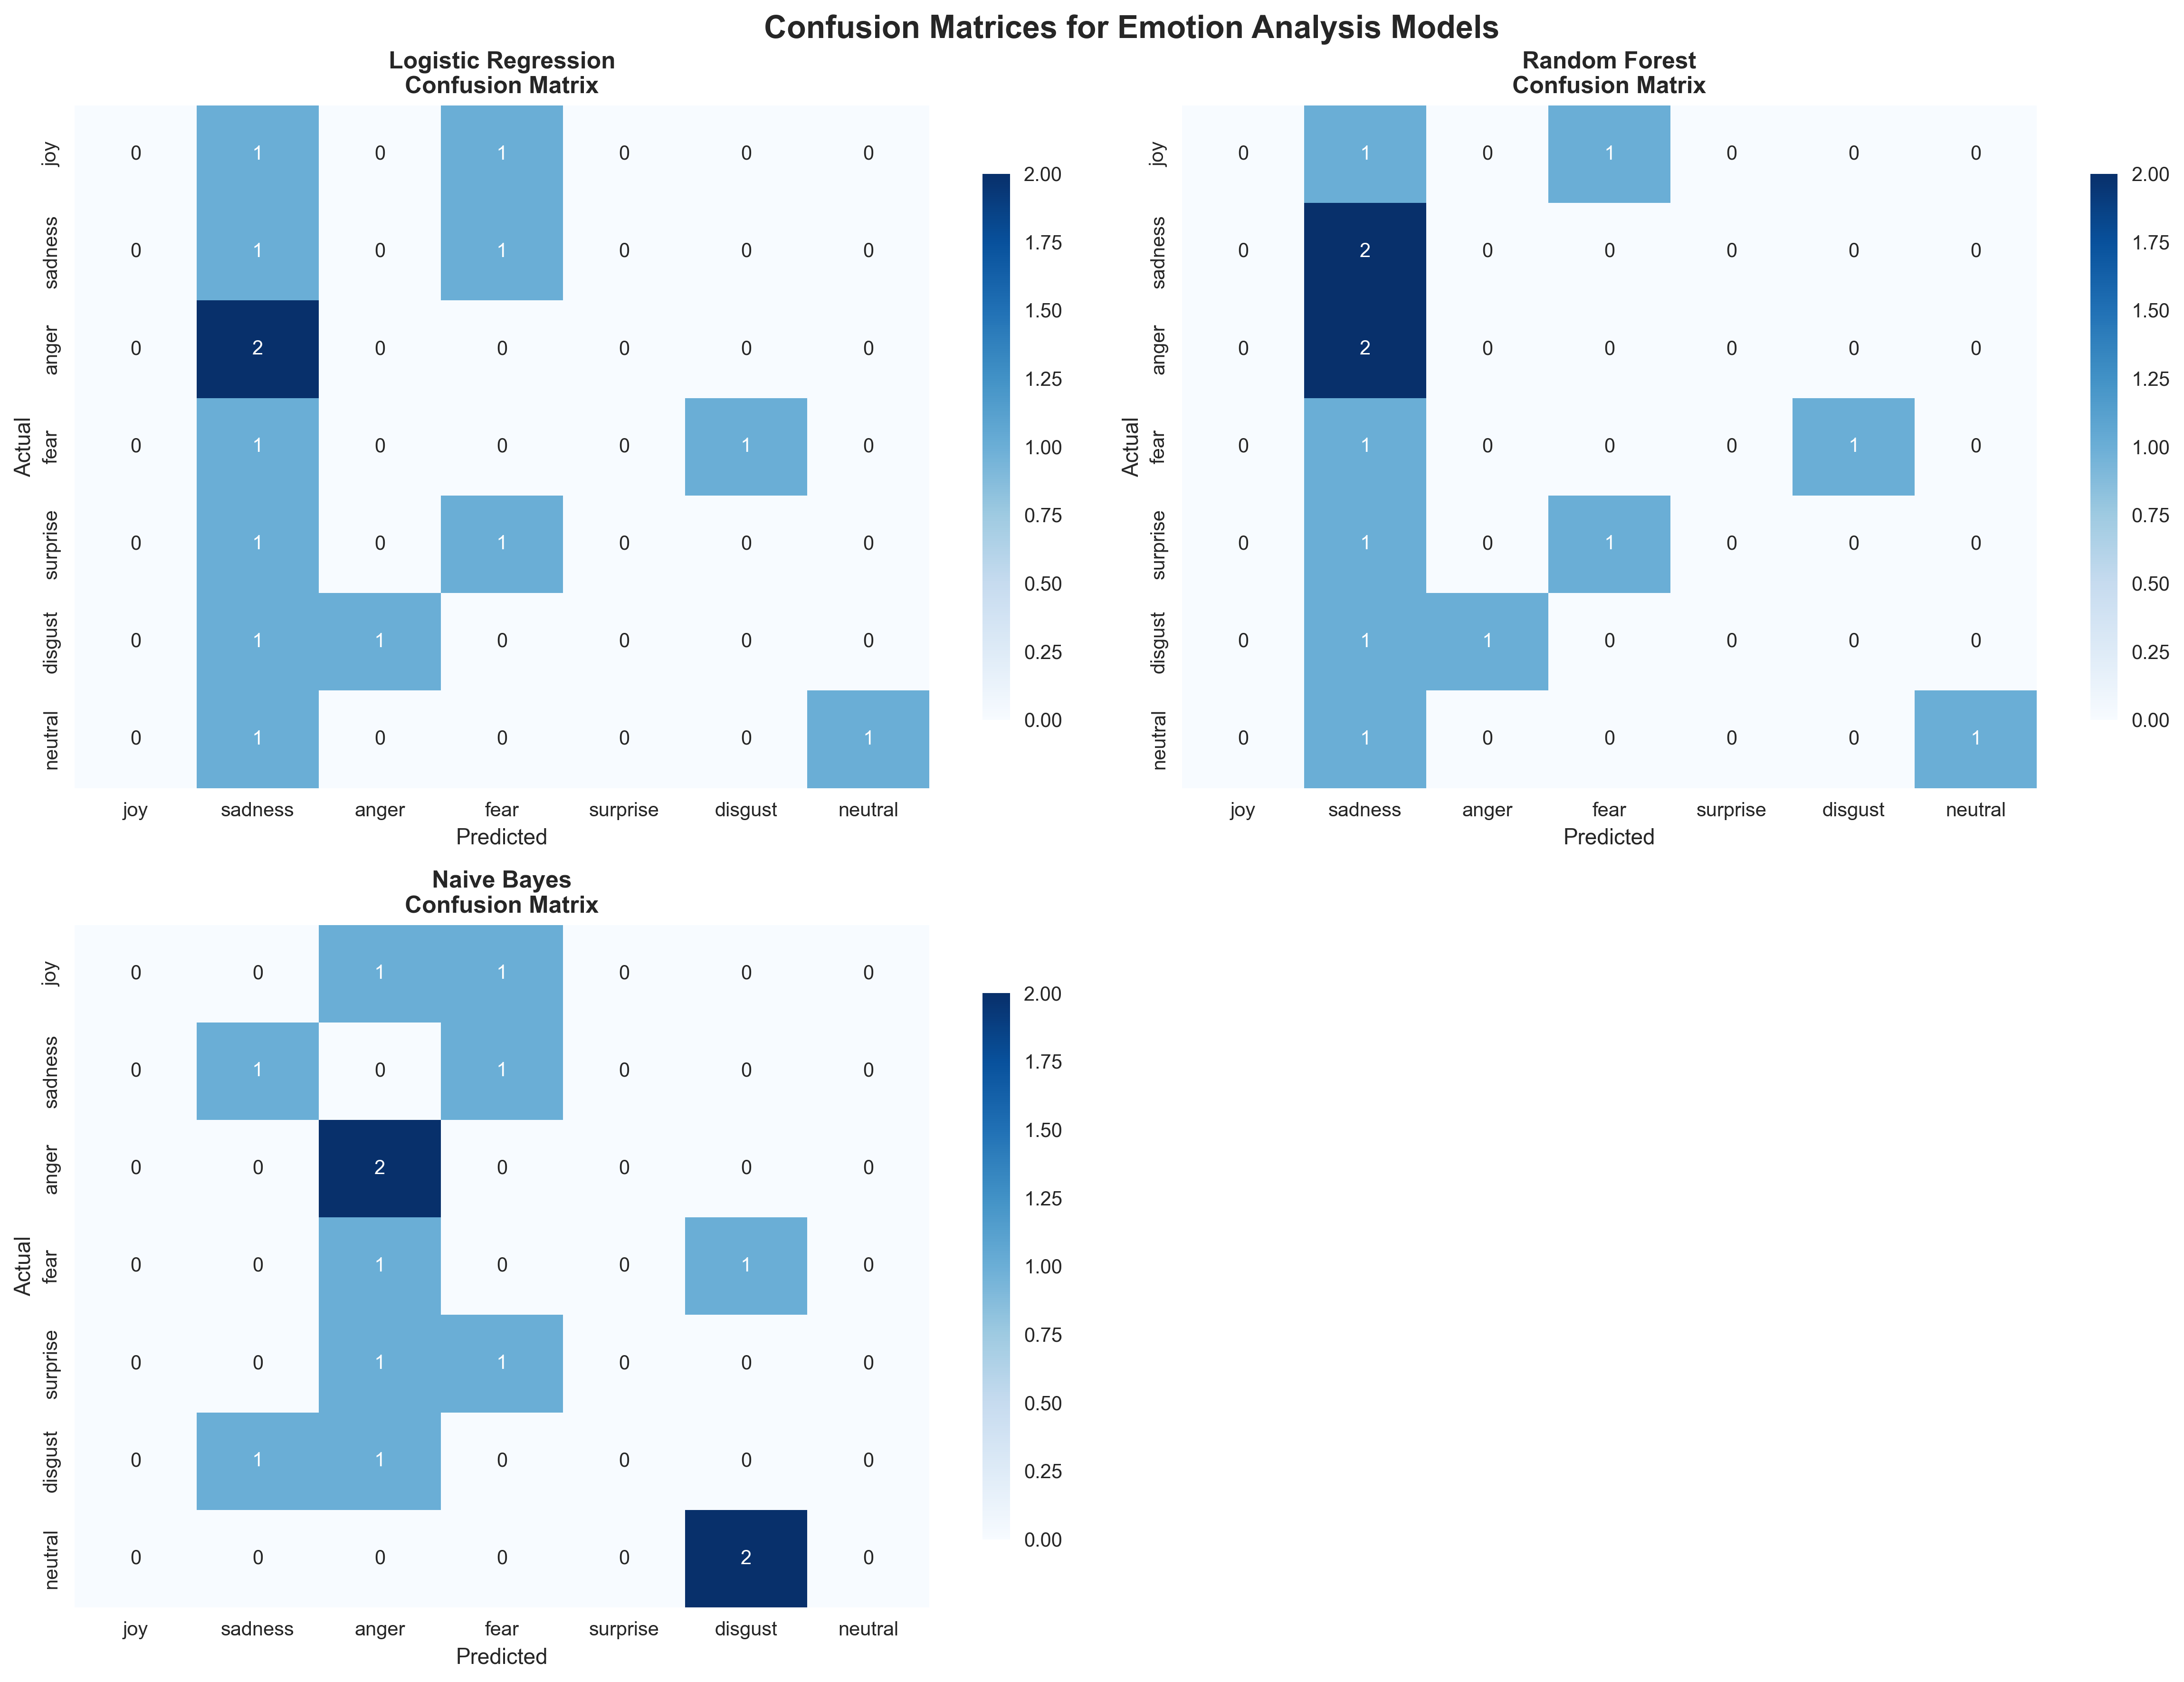 Confusion Matrices for Emotion Analysis Models
Logistic Regression
Confusion Matrix
joy 0 1 0 1 0 0 0
sadness 0 1 0 1 0 0 0
anger 0 2 0 0 0 0 0
fear 0 1 0 0 0 1 0
surprise 0 1 0 1 0 0 0
disgust 0 1 1 0 0 0 0
neutral 0 1 0 0 0 0 1
Actual
joy sadness anger fear surprise disgust neutral
Predicted
2.00
1.75
1.50
1.25
1.00
0.75
0.50
0.25
0.00
Random Forest
Confusion Matrix
joy 0 1 0 1 0 0 0
sadness 0 2 0 0 0 0 0
anger 0 2 0 0 0 0 0
fear 0 1 0 0 0 1 0
surprise 0 1 0 1 0 0 0
disgust 0 1 1 0 0 0 0
neutral 0 1 0 0 0 0 1
Actual
joy sadness anger fear surprise disgust neutral
Predicted
2.00
1.75
1.50
1.25
1.00
0.75
0.50
0.25
0.00
Naive Bayes
Confusion Matrix
joy 0 0 1 1 0 0 0
sadness 0 1 0 1 0 0 0
anger 0 0 2 0 0 0 0
fear 0 0 1 0 0 1 0
surprise 0 0 1 1 0 0 0
disgust 0 1 1 0 0 0 0
neutral 0 0 0 0 0 2 0
Actual
joy sadness anger fear surprise disgust neutral
Predicted
2.00
1.75
1.50
1.25
1.00
0.75
0.50
0.25
0.00